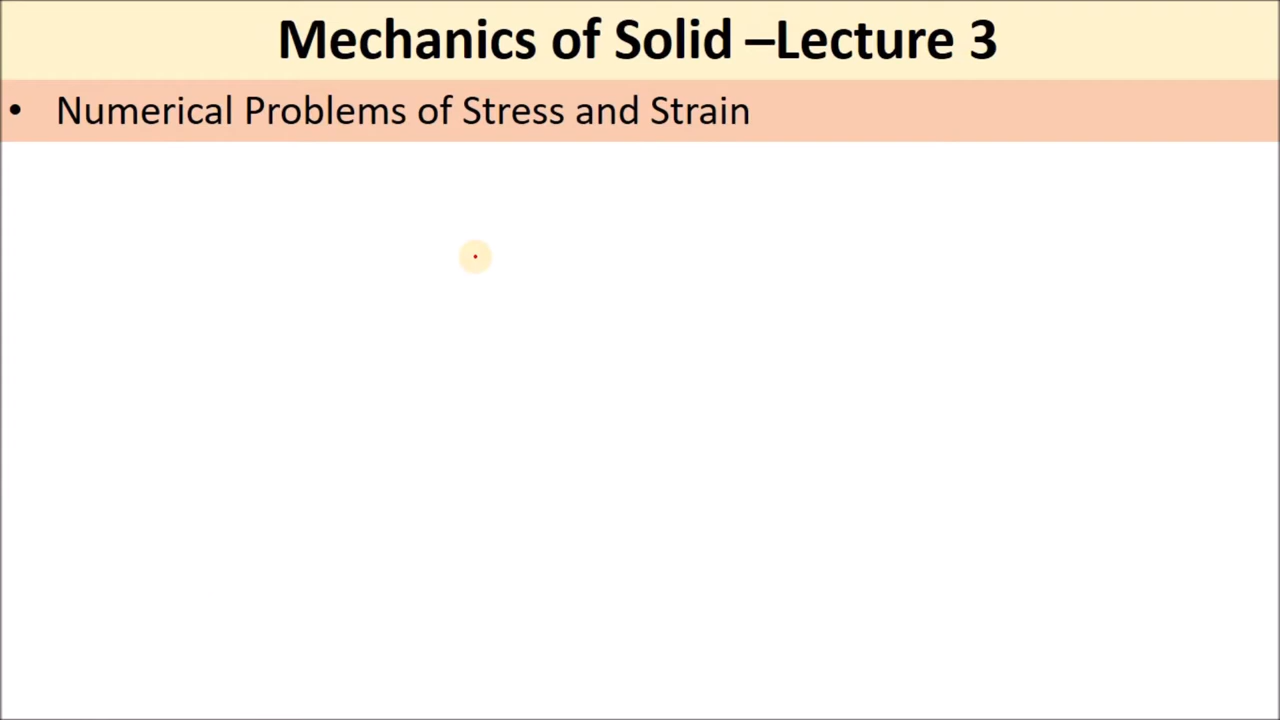 Mechanics of Solid –Lecture 3
• Numerical Problems of Stress and Strain